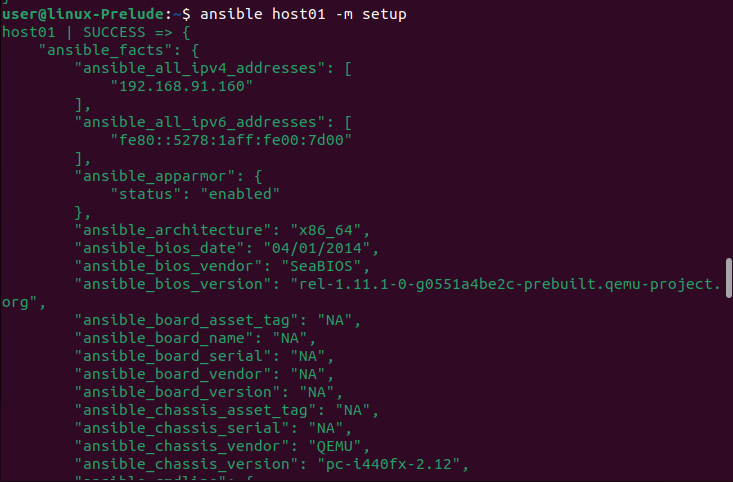 user@linux-Prelude:~$ ansible host01 -m setup
host01 | SUCCESS => {
    "ansible_facts": {
        "ansible_all_ipv4_addresses": [
            "192.168.91.160"
        ],
        "ansible_all_ipv6_addresses": [
            "fe80::5278:1aff:fe00:7d00"
        ],
        "ansible_apparmor": {
            "status": "enabled"
        },
        "ansible_architecture": "x86_64",
        "ansible_bios_date": "04/01/2014",
        "ansible_bios_vendor": "SeaBIOS",
        "ansible_bios_version": "rel-1.11.1-0-g0551a4be2c-prebuilt.qemu-project.
org",
        "ansible_board_asset_tag": "NA",
        "ansible_board_name": "NA",
        "ansible_board_serial": "NA",
        "ansible_board_vendor": "NA",
        "ansible_board_version": "NA",
        "ansible_chassis_asset_tag": "NA",
        "ansible_chassis_serial": "NA",
        "ansible_chassis_vendor": "QEMU",
        "ansible_chassis_version": "pc-i440fx-2.12",